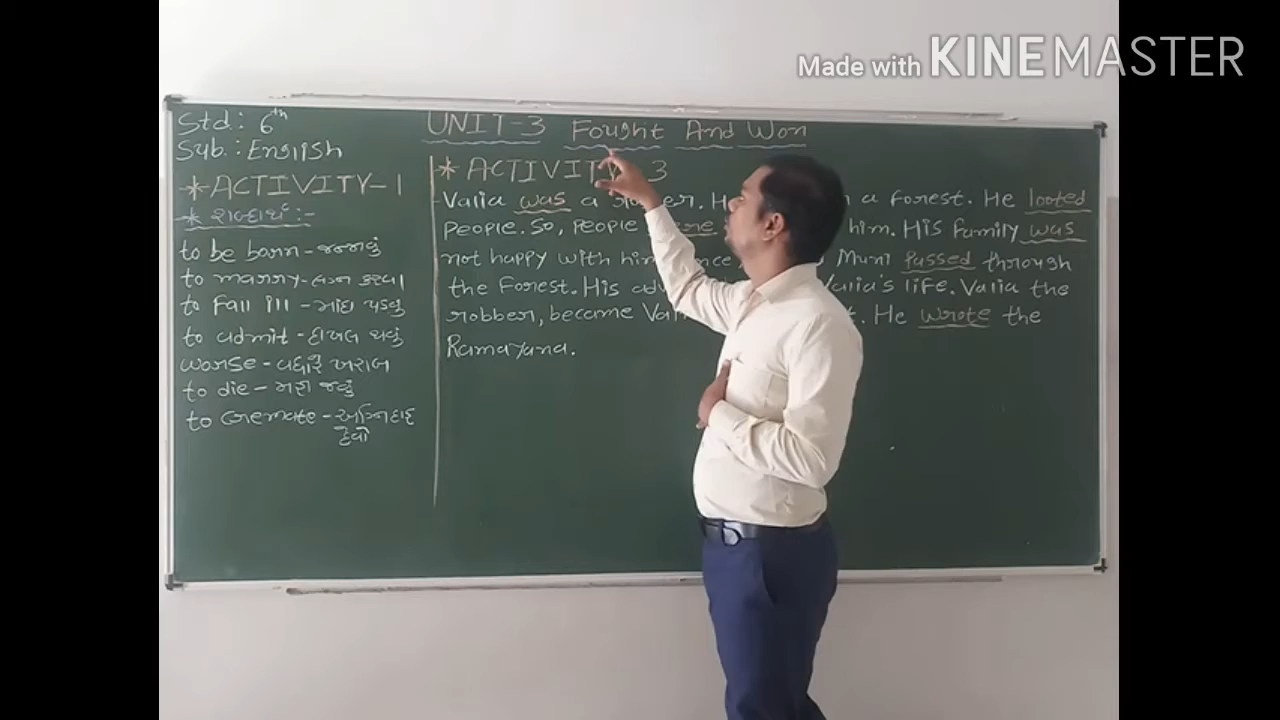 Made with KINEMASTER
Std.: 6th
Sub.: English
UNIT-3 Fought And Won
* ACTIVITY-1
* શબ્દાર્થ :-
to be born - જન્મવું
to marry - લગ્ન કરવા
to fall ill - માંદા પડવું
to admit - દાખલ થવું
worse - વધારે ખરાબ
to die - મરી જવું
to cremate - અગ્નિદાહ
દેવો
* ACTIVITY 3
Valia was a a forest. He looted
people. So, people him. His family was
not happy with Muni passed through
the forest. His Valia's life. Valia the
robber, became He wrote the
Ramayana.